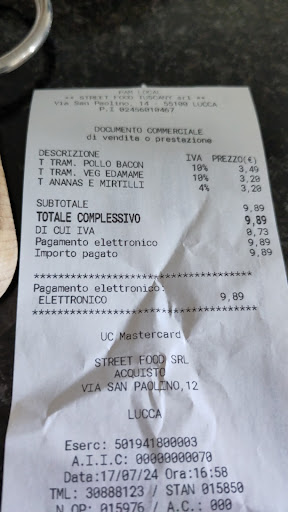 ** STREET FOOD TUSCANY srl **
Via San Paolino, 14 - 55100 LUCCA
P.I 02456010467
DOCUMENTO COMMERCIALE
di vendita o prestazione
DESCRIZIONE IVA PREZZO(€)
T TRAM. POLLO BACON 10% 3,49
T TRAM. VEG EDAMAME 10% 3,20
T ANANAS E MIRTILLI 4% 3,20
SUBTOTALE 9,89
TOTALE COMPLESSIVO 9,89
DI CUI IVA 0,73
Pagamento elettronico 9,89
Importo pagato 9,89
**************************************
Pagamento elettronico:
ELETTRONICO 9,89
**************************************
UC Mastercard
STREET FOOD SRL
ACQUISTO
VIA SAN PAOLINO,12
LUCCA
Eserc: 501941800003
A.I.I.C: 00000000070
Data:17/07/24 Ora:16:58
TML: 30888123 / STAN 015850
N.OP: 015976 / A.C.: 000